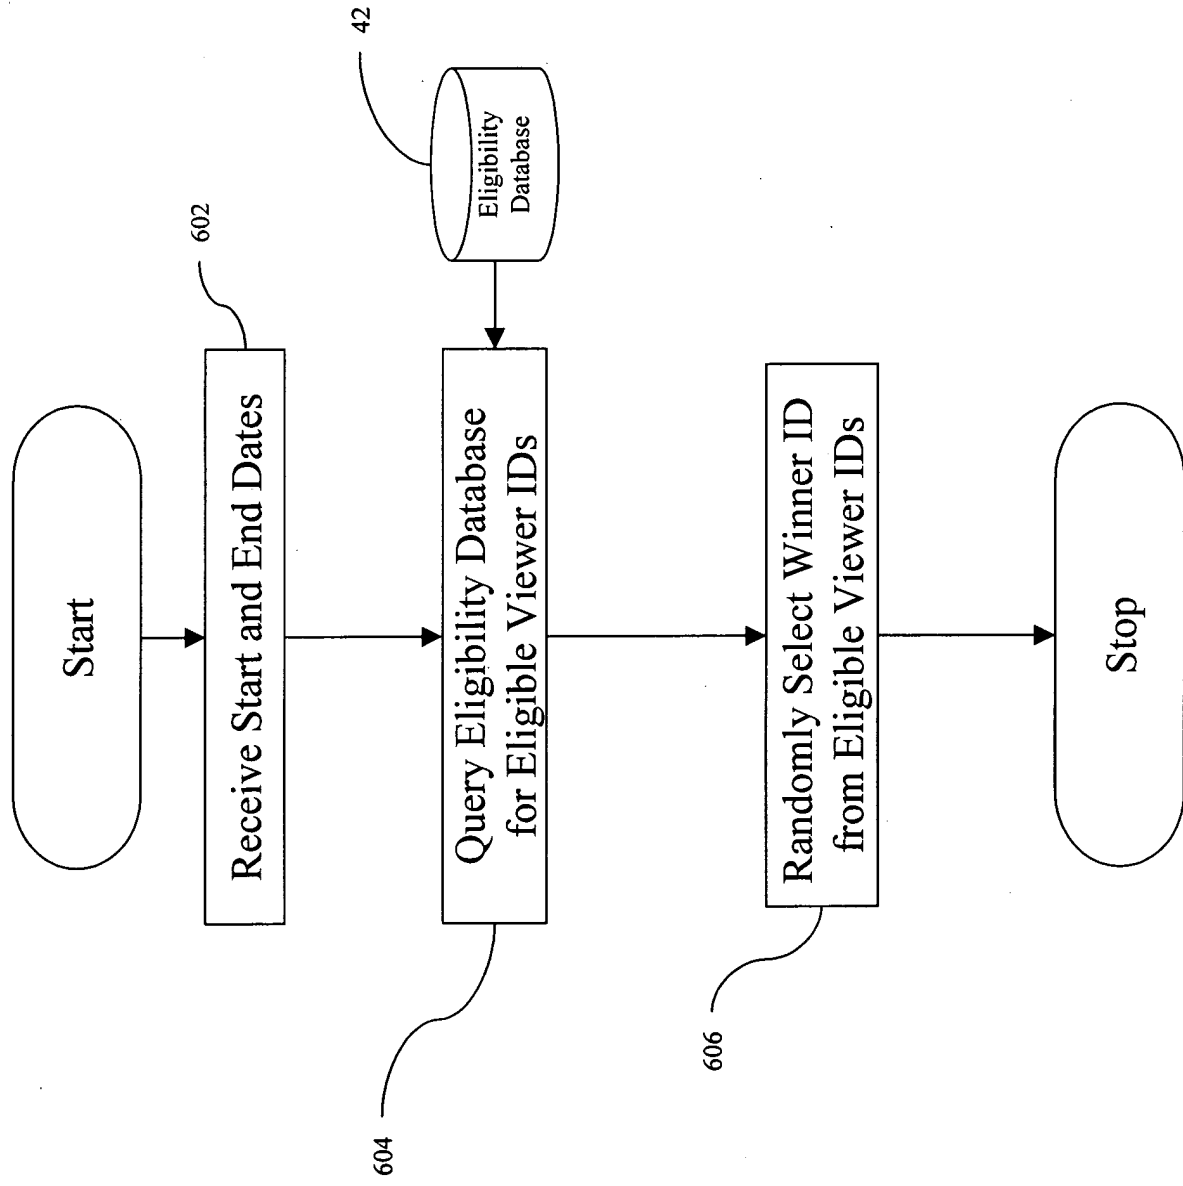 Start
602
Receive Start and End Dates
42
Eligibility
Database
Query Eligibility Database
for Eligible Viewer IDs
604
Randomly Select Winner ID
from Eligible Viewer IDs
606
Stop